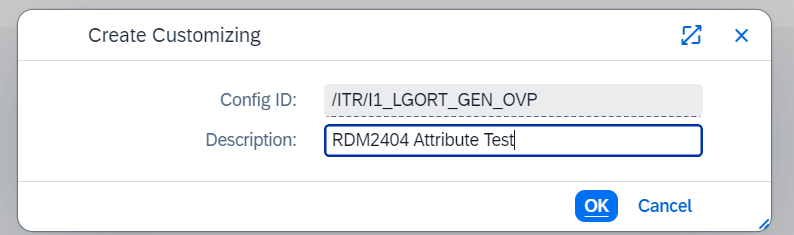 Create Customizing
Config ID: /ITR/I1_LGORT_GEN_OVP
Description: RDM2404 Attribute Test
OK Cancel